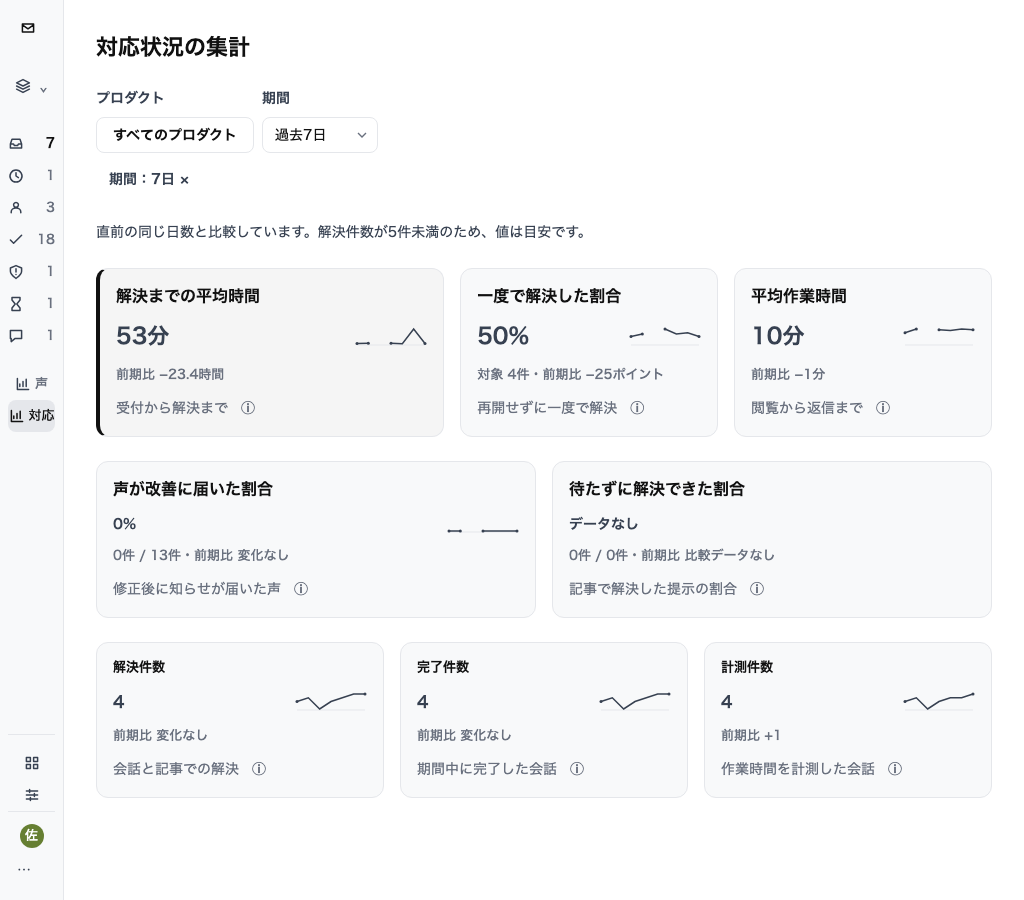 対応状況の集計
プロダクト
期間
すべてのプロダクト
過去7日
期間：7日 ×
直前の同じ日数と比較しています。解決件数が5件未満のため、値は目安です。
7
1
3
18
1
1
1
声
対応
佐
…
解決までの平均時間
53分
前期比 −23.4時間
受付から解決まで
一度で解決した割合
50%
対象 4件・前期比 −25ポイント
再開せずに一度で解決
平均作業時間
10分
前期比 −1分
閲覧から返信まで
声が改善に届いた割合
0%
0件 / 13件・前期比 変化なし
修正後に知らせが届いた声
待たずに解決できた割合
データなし
0件 / 0件・前期比 比較データなし
記事で解決した提示の割合
解決件数
4
前期比 変化なし
会話と記事での解決
完了件数
4
前期比 変化なし
期間中に完了した会話
計測件数
4
前期比 +1
作業時間を計測した会話